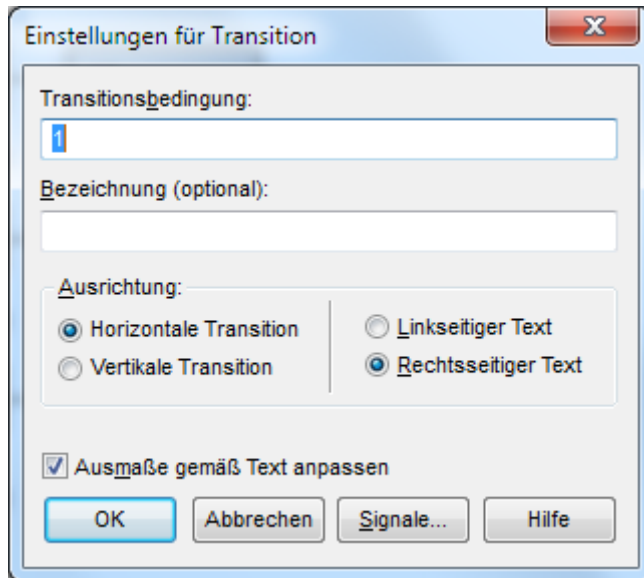 Einstellungen für Transition
Transitionsbedingung:
1
Bezeichnung (optional):
Ausrichtung:
Horizontale Transition
Linkseitiger Text
Vertikale Transition
Rechtsseitiger Text
Ausmaße gemäß Text anpassen
OK Abbrechen Signale... Hilfe